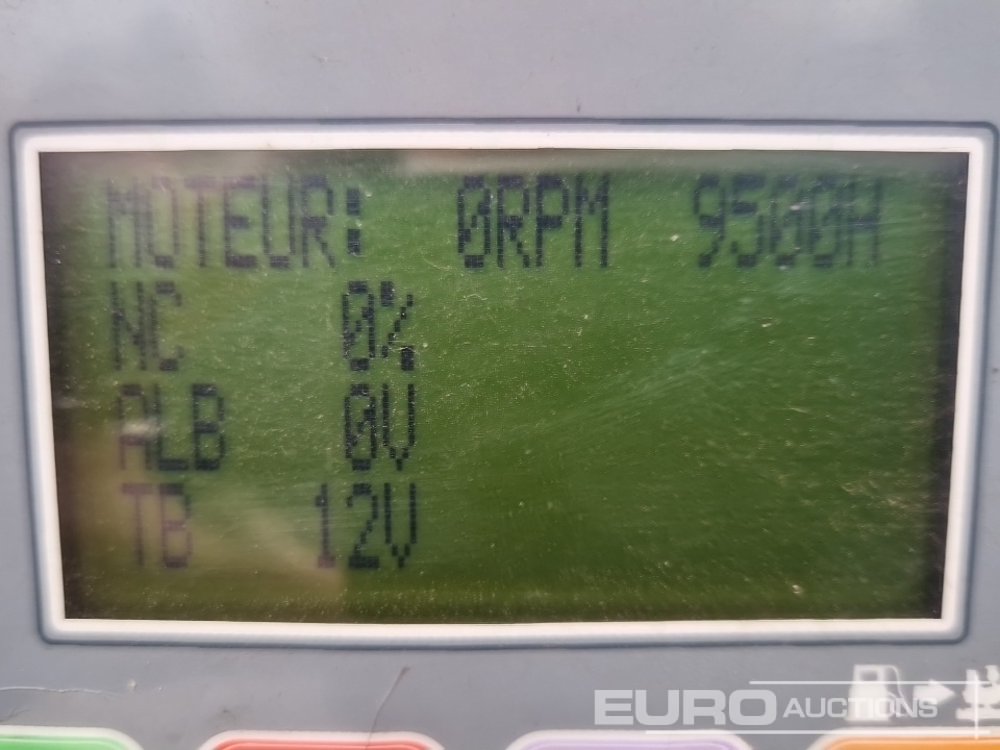 MOTEUR: 0RPM 9500H
NC 0%
ALB 0V
TB 12V
EURO AUCTIONS